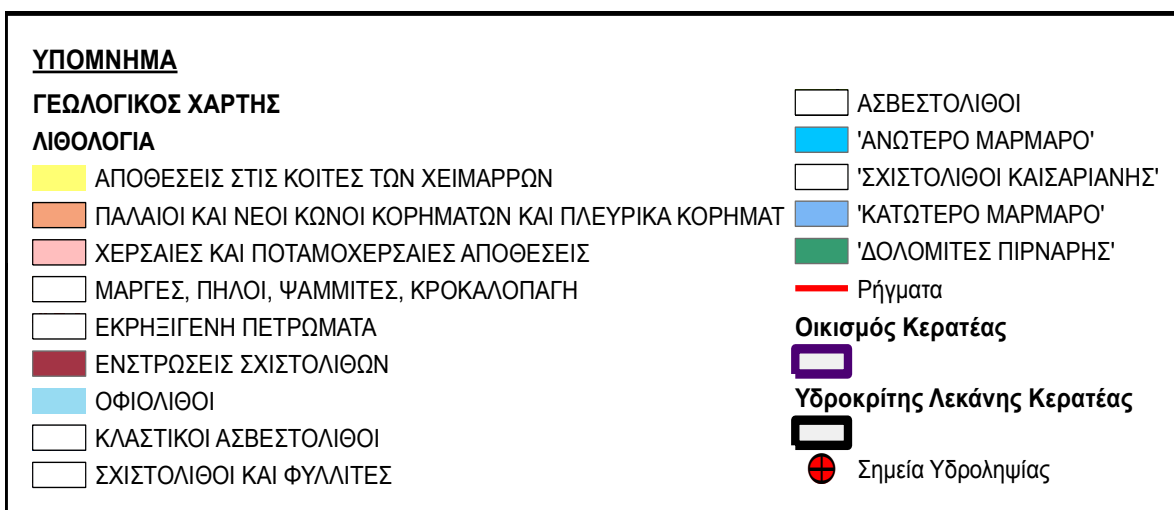 ΥΠΟΜΝΗΜΑ
ΓΕΩΛΟΓΙΚΟΣ ΧΑΡΤΗΣ
ΛΙΘΟΛΟΓΙΑ
ΑΠΟΘΕΣΕΙΣ ΣΤΙΣ ΚΟΙΤΕΣ ΤΩΝ ΧΕΙΜΑΡΡΩΝ
ΠΑΛΑΙΟΙ ΚΑΙ ΝΕΟΙ ΚΩΝΟΙ ΚΟΡΗΜΑΤΩΝ ΚΑΙ ΠΛΕΥΡΙΚΑ ΚΟΡΗΜΑΤ
ΧΕΡΣΑΙΕΣ ΚΑΙ ΠΟΤΑΜΟΧΕΡΣΑΙΕΣ ΑΠΟΘΕΣΕΙΣ
ΜΑΡΓΕΣ, ΠΗΛΟΙ, ΨΑΜΜΙΤΕΣ, ΚΡΟΚΑΛΟΠΑΓΗ
ΕΚΡΗΞΙΓΕΝΗ ΠΕΤΡΩΜΑΤΑ
ΕΝΣΤΡΩΣΕΙΣ ΣΧΙΣΤΟΛΙΘΩΝ
ΟΦΙΟΛΙΘΟΙ
ΚΛΑΣΤΙΚΟΙ ΑΣΒΕΣΤΟΛΙΘΟΙ
ΣΧΙΣΤΟΛΙΘΟΙ ΚΑΙ ΦΥΛΛΙΤΕΣ
ΑΣΒΕΣΤΟΛΙΘΟΙ
'ΑΝΩΤΕΡΟ ΜΑΡΜΑΡΟ'
'ΣΧΙΣΤΟΛΙΘΟΙ ΚΑΙΣΑΡΙΑΝΗΣ'
'ΚΑΤΩΤΕΡΟ ΜΑΡΜΑΡΟ'
'ΔΟΛΟΜΙΤΕΣ ΠΙΡΝΑΡΗΣ'
Ρήγματα
Οικισμός Κερατέας
Υδροκρίτης Λεκάνης Κερατέας
Σημεία Υδροληψίας